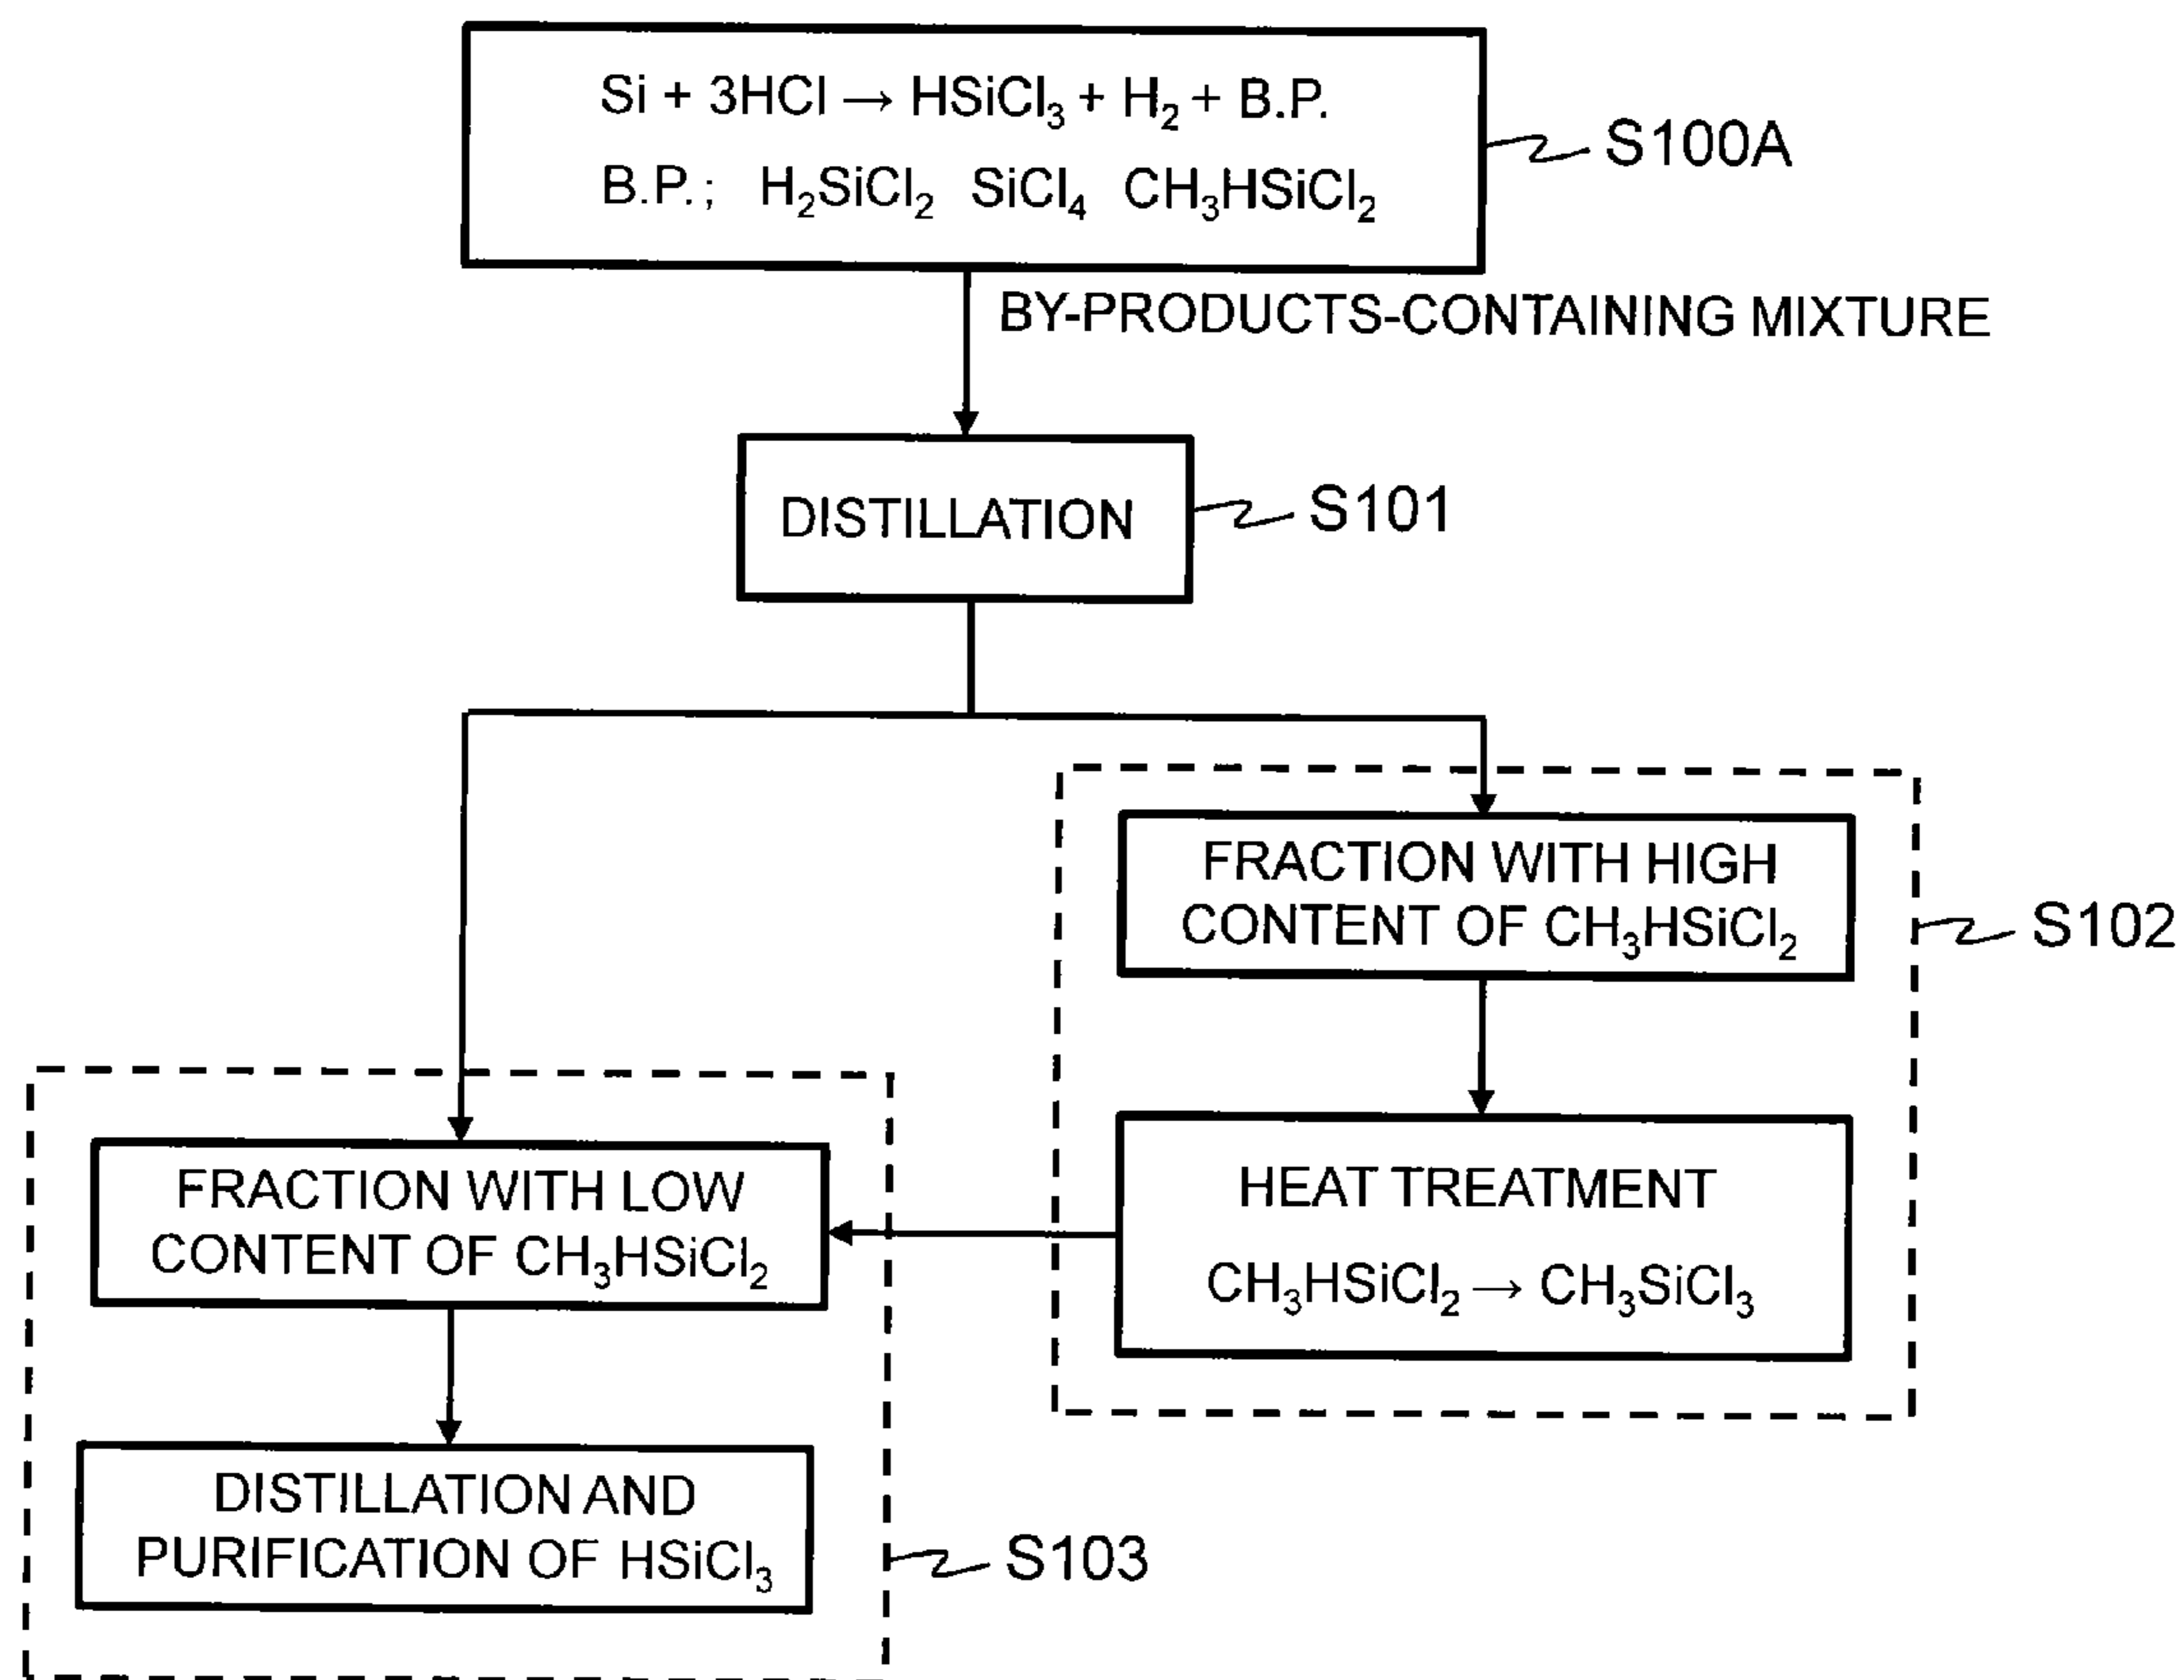 Si + 3HCl → HSiCl₃ + H₂ + B.P.
B.P.; H₂SiCl₂ SiCl₄ CH₃HSiCl₂
S100A
BY-PRODUCTS-CONTAINING MIXTURE
DISTILLATION
S101
FRACTION WITH HIGH
CONTENT OF CH₃HSiCl₂
S102
HEAT TREATMENT
CH₃HSiCl₂ → CH₃SiCl₃
FRACTION WITH LOW
CONTENT OF CH₃HSiCl₂
DISTILLATION AND
PURIFICATION OF HSiCl₃
S103